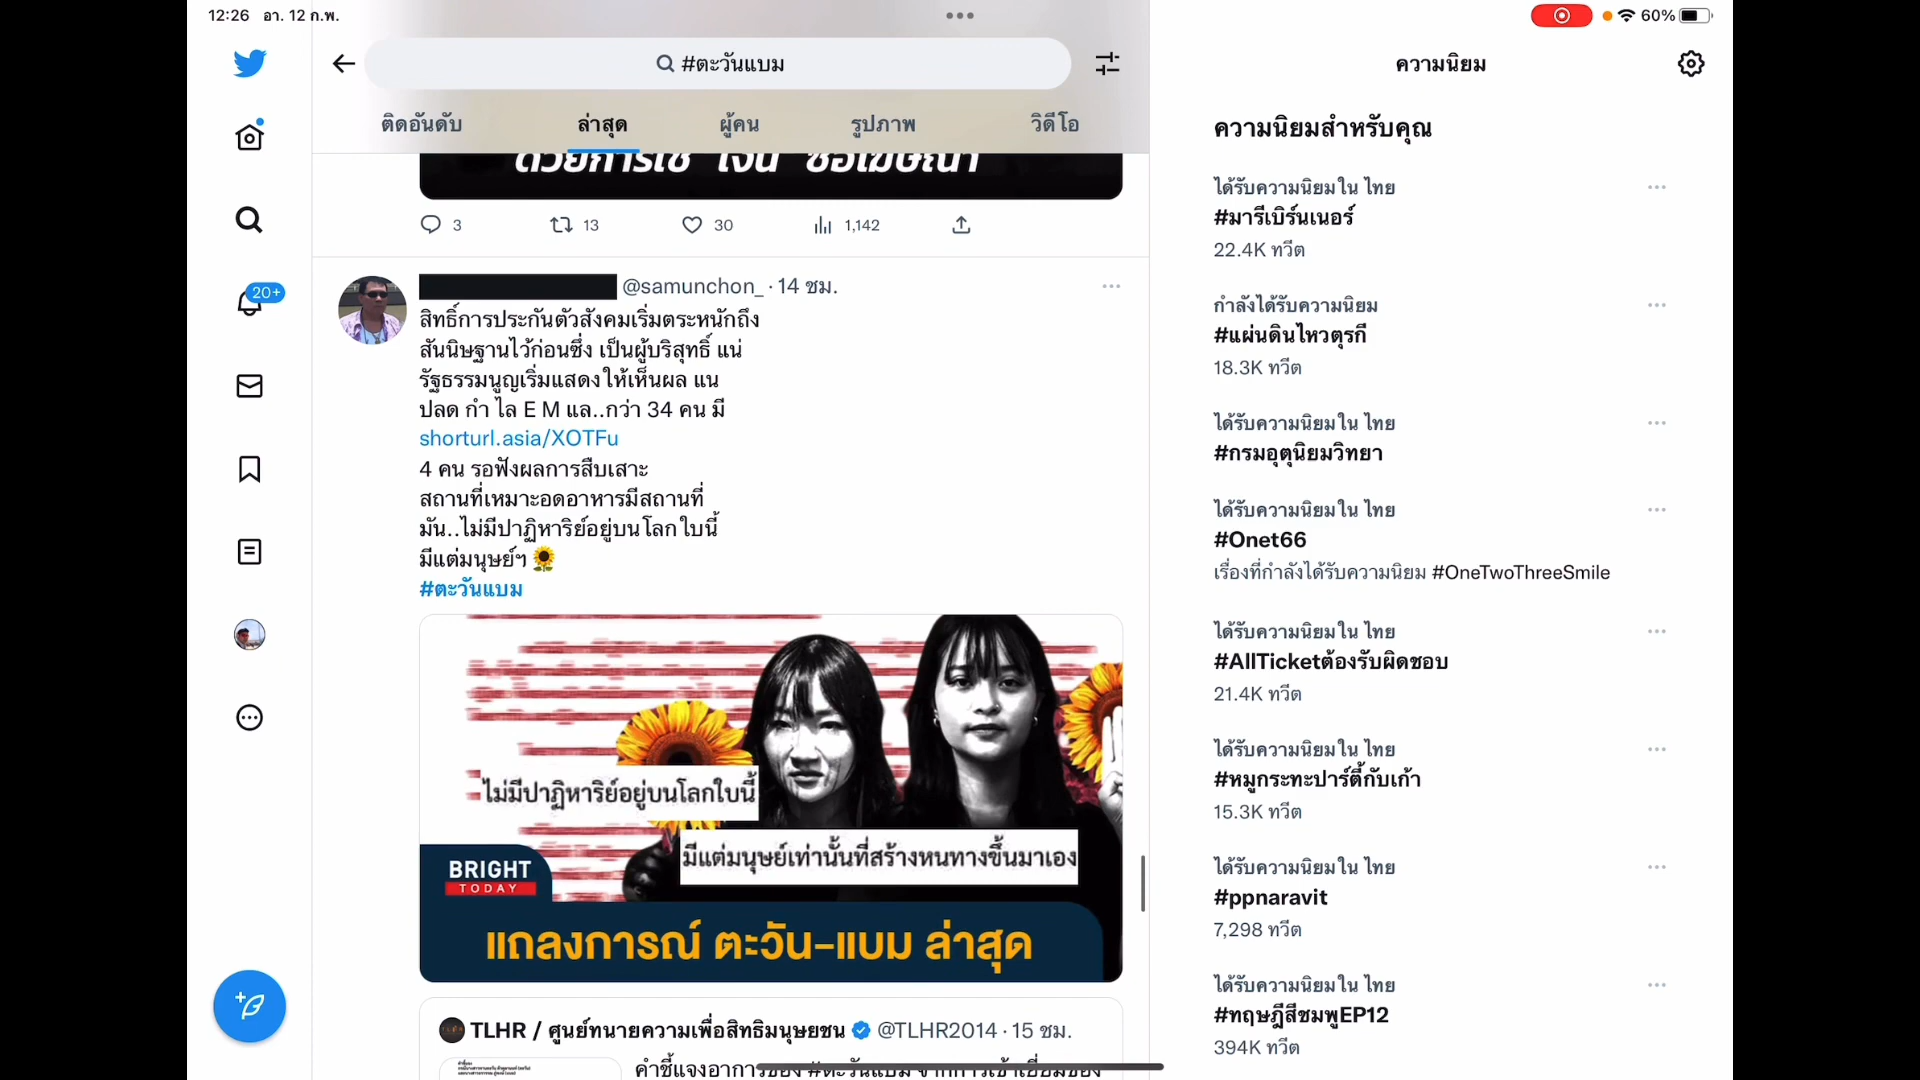 12:26 อา. 12 ก.พ.
60%
#ตะวันแบม
ติดอันดับ ล่าสุด ผู้คน รูปภาพ วิดีโอ
ด้วยการใช้ เงิน ซื้อโฆษณา
3 13 30 1,142
20+
@samunchon_ · 14 ชม.
สิทธิ์การประกันตัวสังคมเริ่มตระหนักถึง
สันนิษฐานไว้ก่อนซึ่ง เป็นผู้บริสุทธิ์ แน่
รัฐธรรมนูญเริ่มแสดงให้เห็นผล แน
ปลด กำ ไล E M แล..กว่า 34 คน มี
shorturl.asia/XOTFu
4 คน รอฟังผลการสืบเสาะ
สถานที่เหมาะอดอาหารมีสถานที่
มัน..ไม่มีปาฏิหาริย์อยู่บนโลกใบนี้
มีแต่มนุษย์ฯ 🌻
#ตะวันแบม
ไม่มีปาฏิหาริย์อยู่บนโลกใบนี้
มีแต่มนุษย์เท่านั้นที่สร้างหนทางขึ้นมาเอง
BRIGHT
TODAY
แถลงการณ์ ตะวัน-แบม ล่าสุด
TLHR / ศูนย์ทนายความเพื่อสิทธิมนุษยชน @TLHR2014 · 15 ชม.
คำชี้แจงอาการของ #ตะวันแบม จากการเข้าเยี่ยมของ
ความนิยม
ความนิยมสำหรับคุณ
ได้รับความนิยมใน ไทย
#มารีเบิร์นเนอร์
22.4K ทวีต
กำลังได้รับความนิยม
#แผ่นดินไหวตุรกี
18.3K ทวีต
ได้รับความนิยมใน ไทย
#กรมอุตุนิยมวิทยา
ได้รับความนิยมใน ไทย
#Onet66
เรื่องที่กำลังได้รับความนิยม #OneTwoThreeSmile
ได้รับความนิยมใน ไทย
#AllTicketต้องรับผิดชอบ
21.4K ทวีต
ได้รับความนิยมใน ไทย
#หมูกระทะปาร์ตี้กับเก้า
15.3K ทวีต
ได้รับความนิยมใน ไทย
#ppnaravit
7,298 ทวีต
ได้รับความนิยมใน ไทย
#ทฤษฎีสีชมพูEP12
394K ทวีต